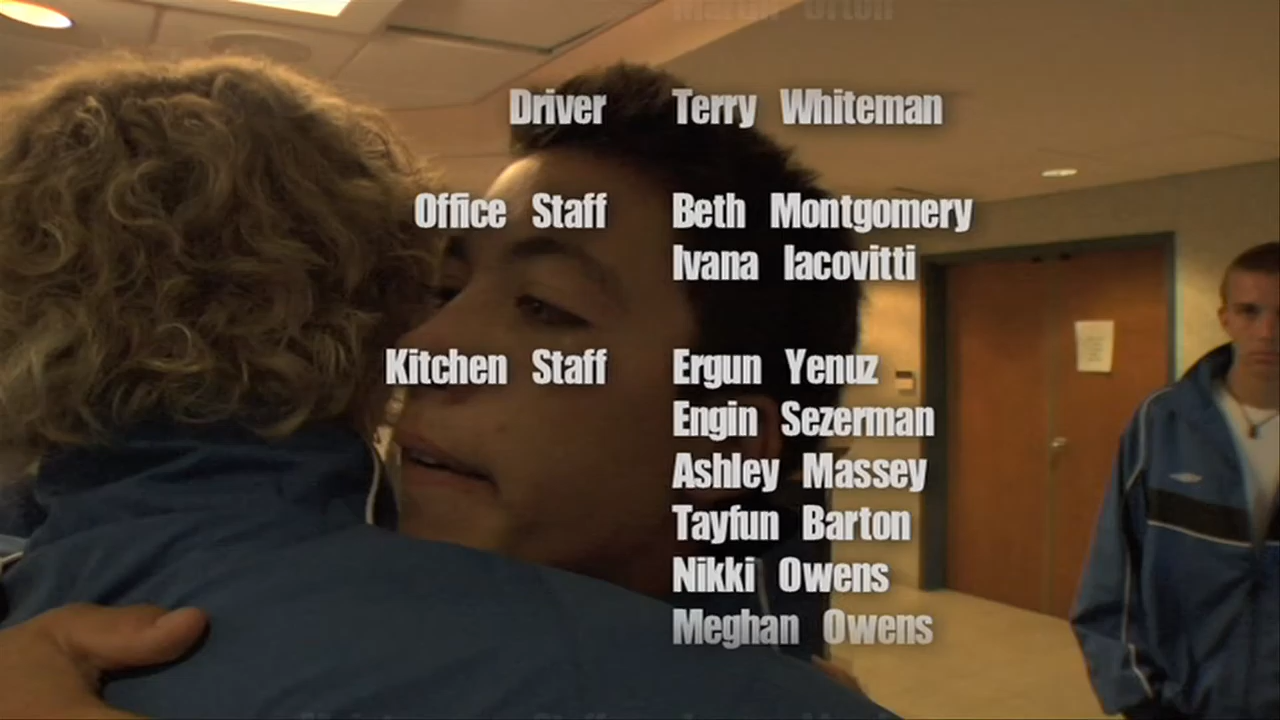 Driver Terry Whiteman
Office Staff Beth Montgomery
Ivana Iacovitti
Kitchen Staff Ergun Yenuz
Engin Sezerman
Ashley Massey
Tayfun Barton
Nikki Owens
Meghan Owens